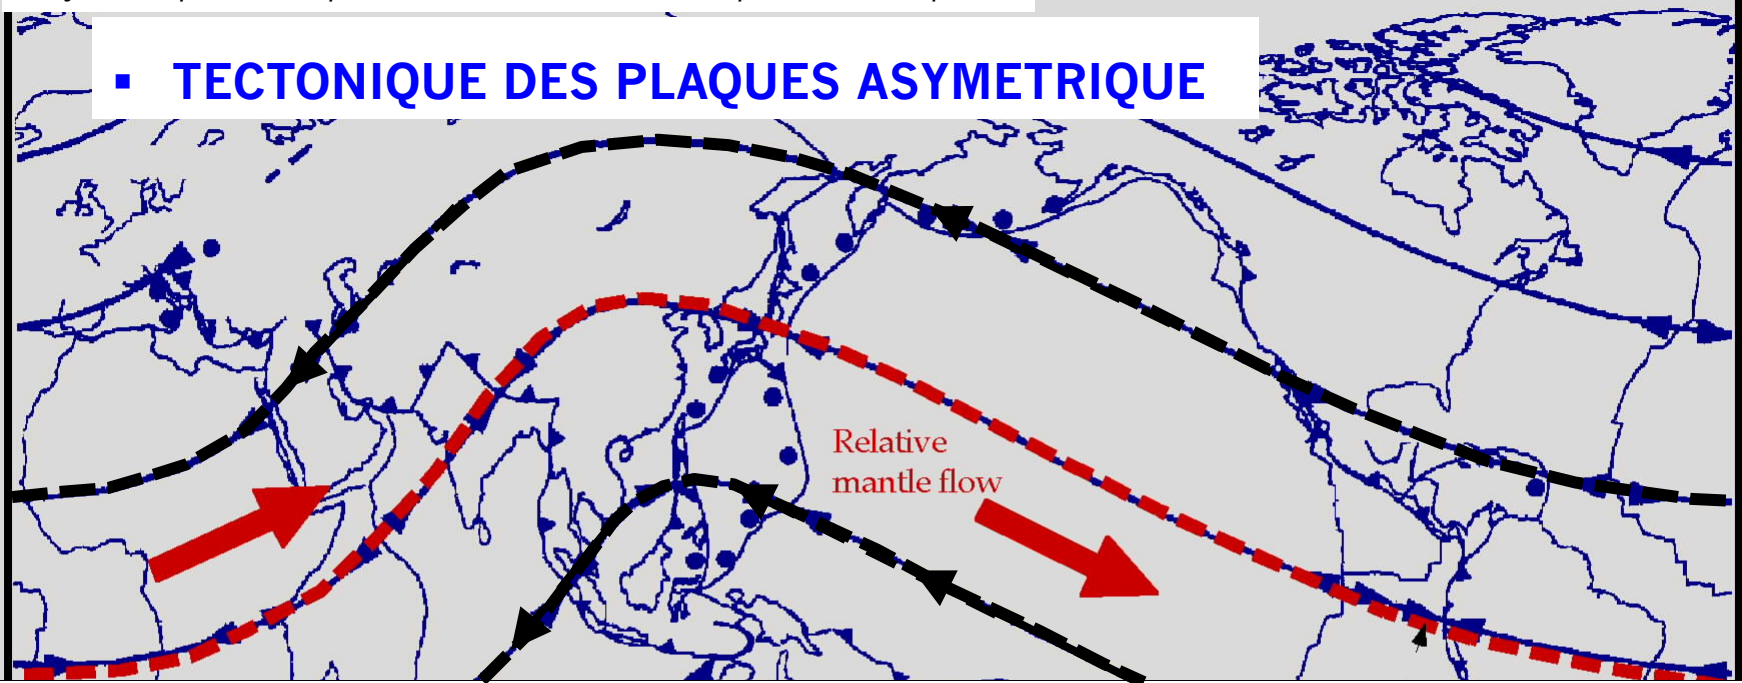 ▪ TECTONIQUE DES PLAQUES ASYMETRIQUE
Relative
mantle flow